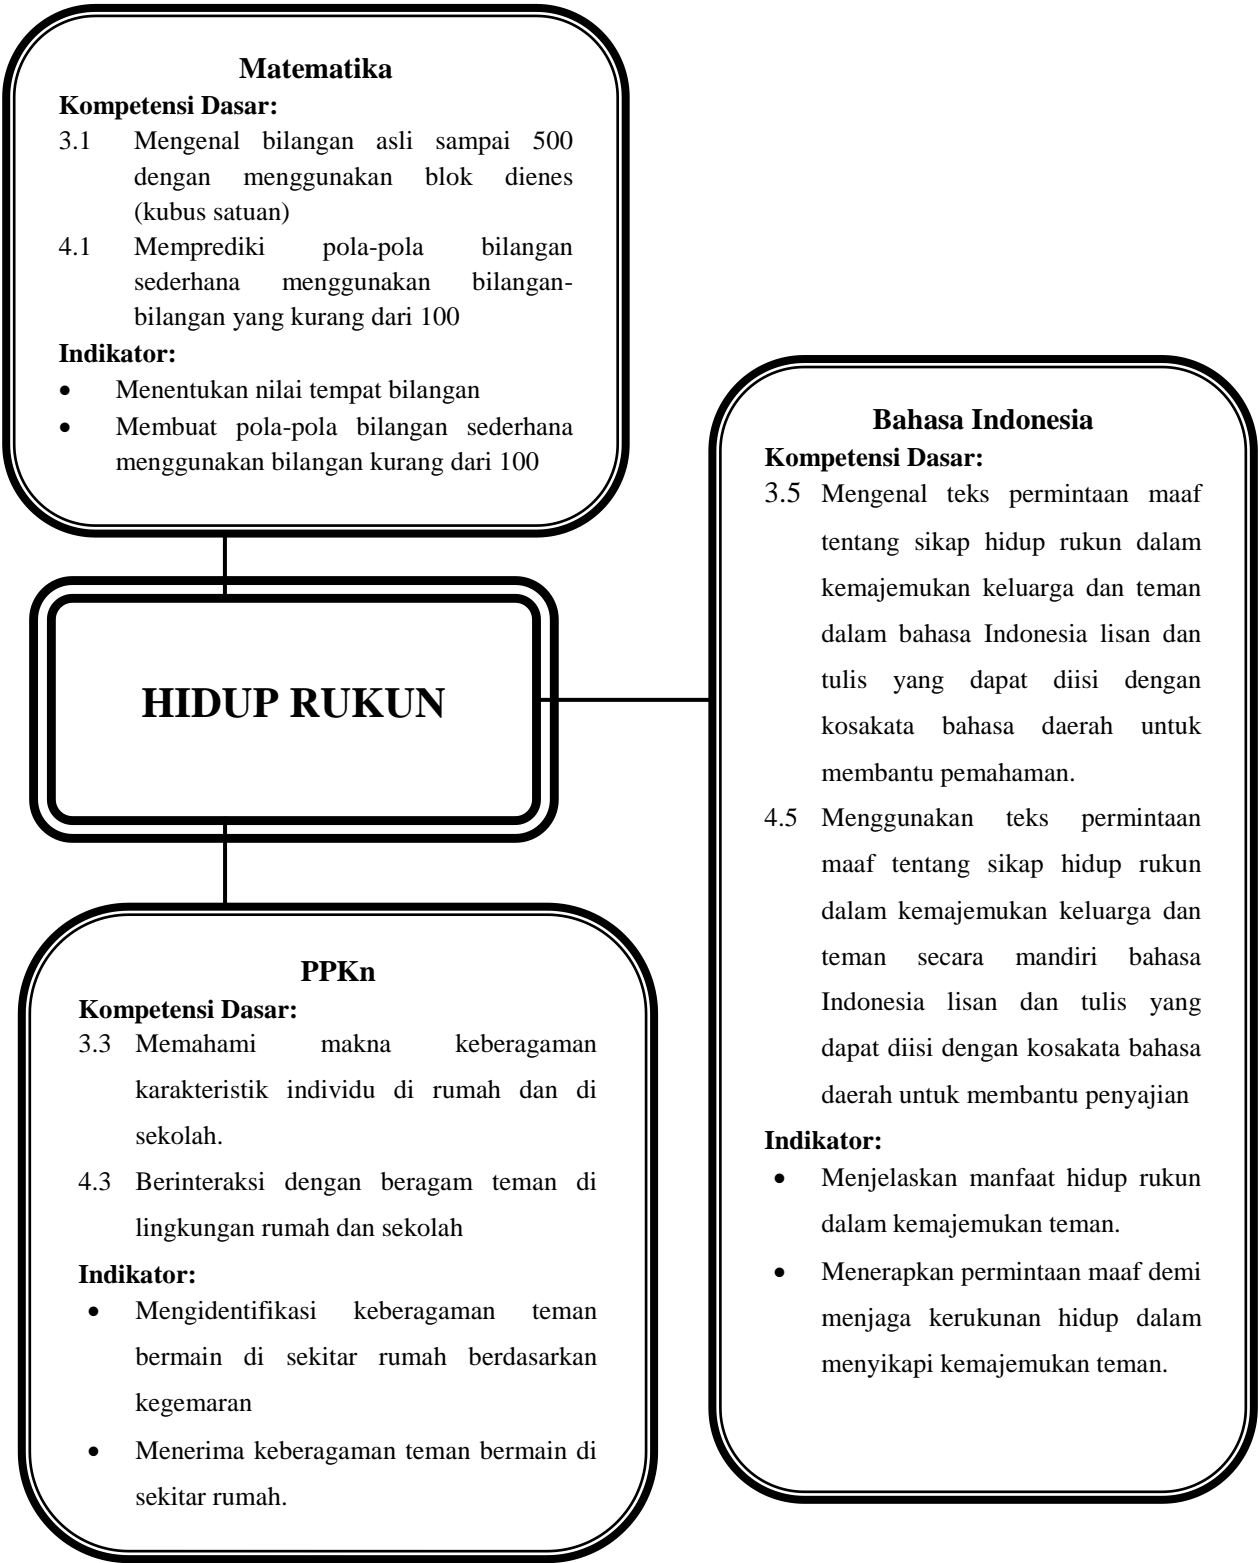 Matematika
Kompetensi Dasar:
3.1 Mengenal bilangan asli sampai 500
dengan menggunakan blok dienes
(kubus satuan)
4.1 Memprediki pola-pola bilangan
sederhana menggunakan bilangan-
bilangan yang kurang dari 100
Indikator:
• Menentukan nilai tempat bilangan
• Membuat pola-pola bilangan sederhana
menggunakan bilangan kurang dari 100
HIDUP RUKUN
Bahasa Indonesia
Kompetensi Dasar:
3.5 Mengenal teks permintaan maaf
tentang sikap hidup rukun dalam
kemajemukan keluarga dan teman
dalam bahasa Indonesia lisan dan
tulis yang dapat diisi dengan
kosakata bahasa daerah untuk
membantu pemahaman.
4.5 Menggunakan teks permintaan
maaf tentang sikap hidup rukun
dalam kemajemukan keluarga dan
teman secara mandiri bahasa
Indonesia lisan dan tulis yang
dapat diisi dengan kosakata bahasa
daerah untuk membantu penyajian
Indikator:
• Menjelaskan manfaat hidup rukun
dalam kemajemukan teman.
• Menerapkan permintaan maaf demi
menjaga kerukunan hidup dalam
menyikapi kemajemukan teman.
PPKn
Kompetensi Dasar:
3.3 Memahami makna keberagaman
karakteristik individu di rumah dan di
sekolah.
4.3 Berinteraksi dengan beragam teman di
lingkungan rumah dan sekolah
Indikator:
• Mengidentifikasi keberagaman teman
bermain di sekitar rumah berdasarkan
kegemaran
• Menerima keberagaman teman bermain di
sekitar rumah.